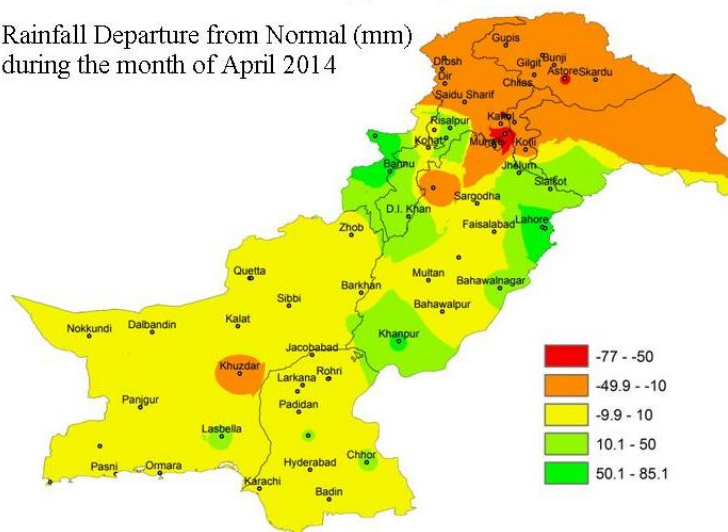 Rainfall Departure from Normal (mm)
during the month of April 2014
Gupis
Drosh
Gilgit
Bunji
Dir
Chilas
Astore
Skardu
Saidu Sharif
Risalpur
Kakul
Kohat
Murree
Kotli
Bannu
Jhelum
Sialkot
Sargodha
D.I. Khan
Zhob
Faisalabad
Lahore
Quetta
Multan
Bahawalnagar
Barkhan
Sibbi
Bahawalpur
Nokkundi
Dalbandin
Kalat
Khanpur
Jacobabad
Khuzdar
Larkana
Rohri
Panjgur
Padidan
Lasbella
Hyderabad
Chhor
Pasni
Ormara
Karachi
Badin
-77 - -50
-49.9 - -10
-9.9 - 10
10.1 - 50
50.1 - 85.1